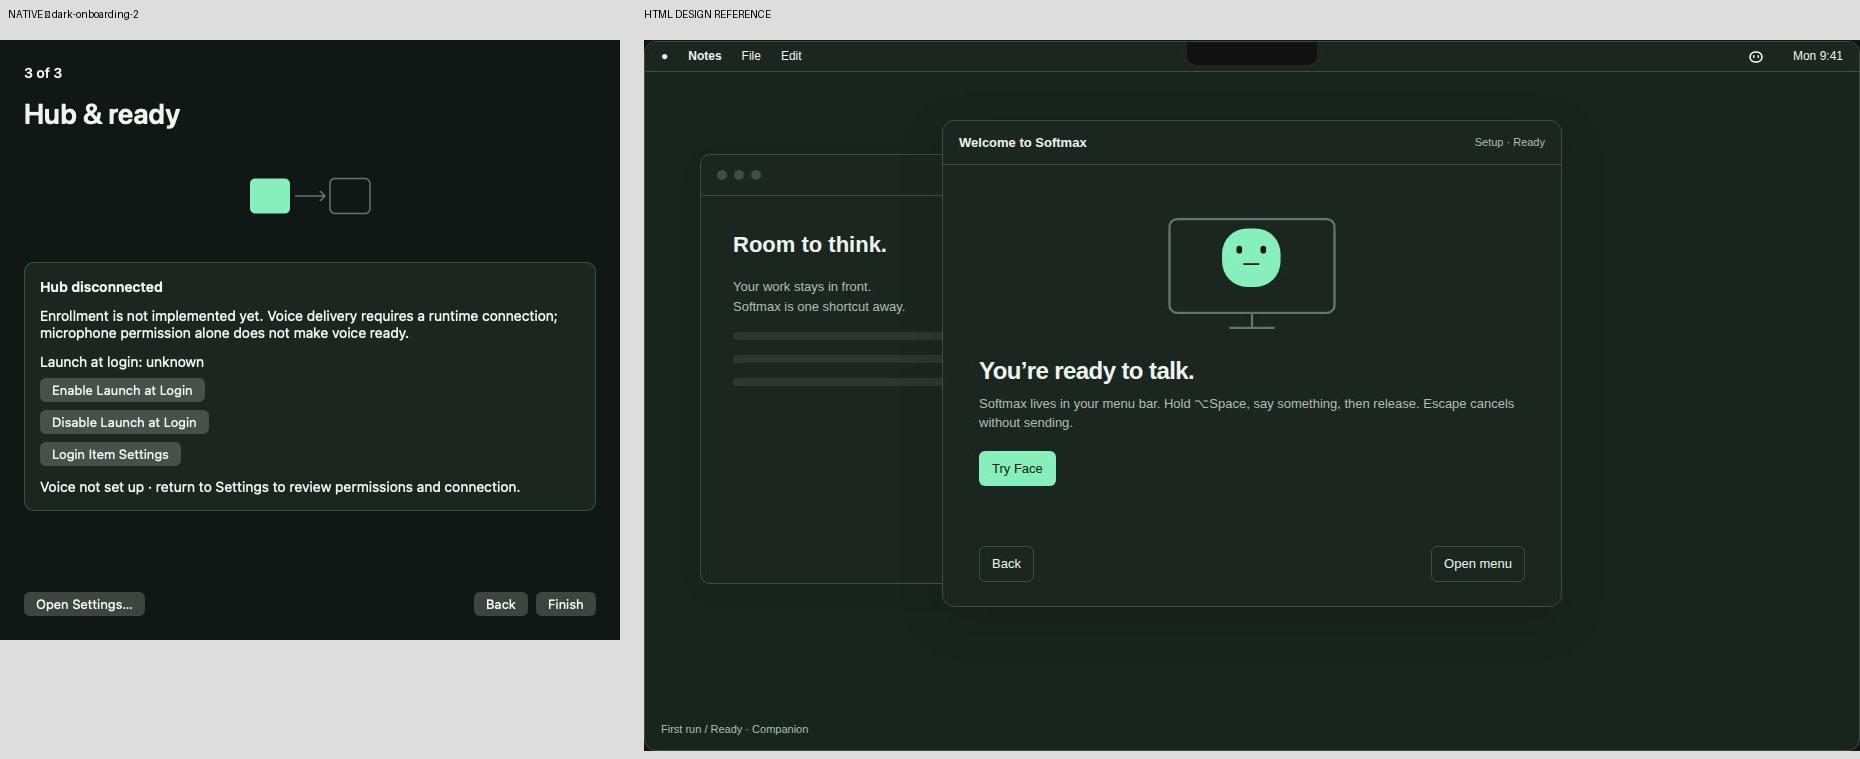 NATIVE dark-onboarding-2
3 of 3
Hub & ready
Hub disconnected
Enrollment is not implemented yet. Voice delivery requires a runtime connection;
microphone permission alone does not make voice ready.
Launch at login: unknown
Enable Launch at Login
Disable Launch at Login
Login Item Settings
Voice not set up · return to Settings to review permissions and connection.
Open Settings...
Back
Finish
HTML DESIGN REFERENCE
Notes
File
Edit
Mon 9:41
Room to think.
Your work stays in front.
Softmax is one shortcut away.
Welcome to Softmax
Setup · Ready
You’re ready to talk.
Softmax lives in your menu bar. Hold ⌥Space, say something, then release. Escape cancels
without sending.
Try Face
Back
Open menu
First run / Ready · Companion